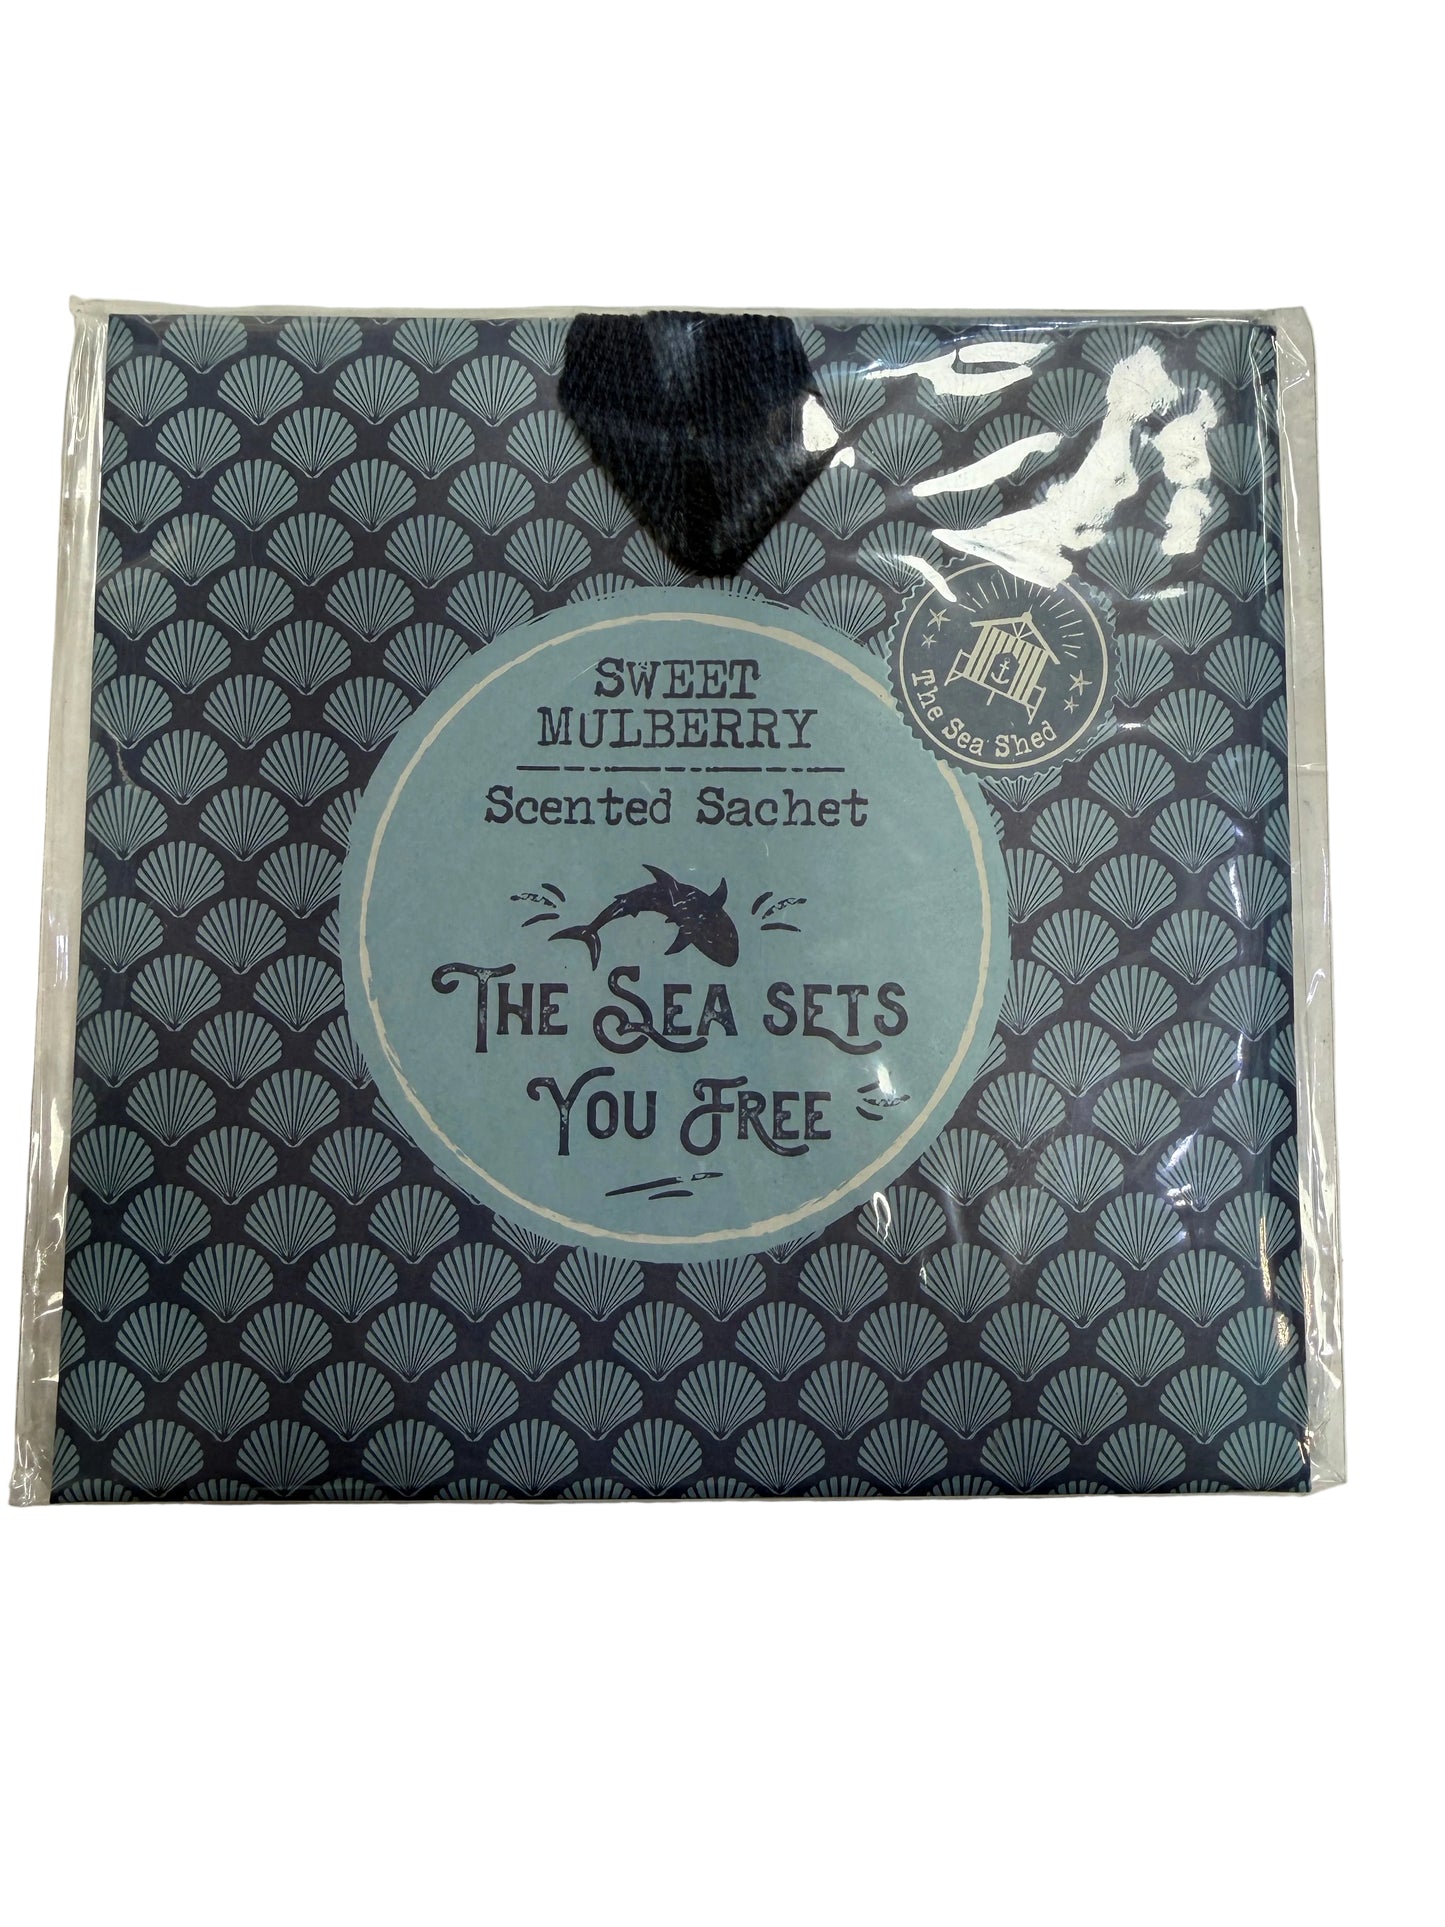 SWEET
MULBERRY
Scented Sachet
THE SEA SETS
YOU FREE
The Sea Shed